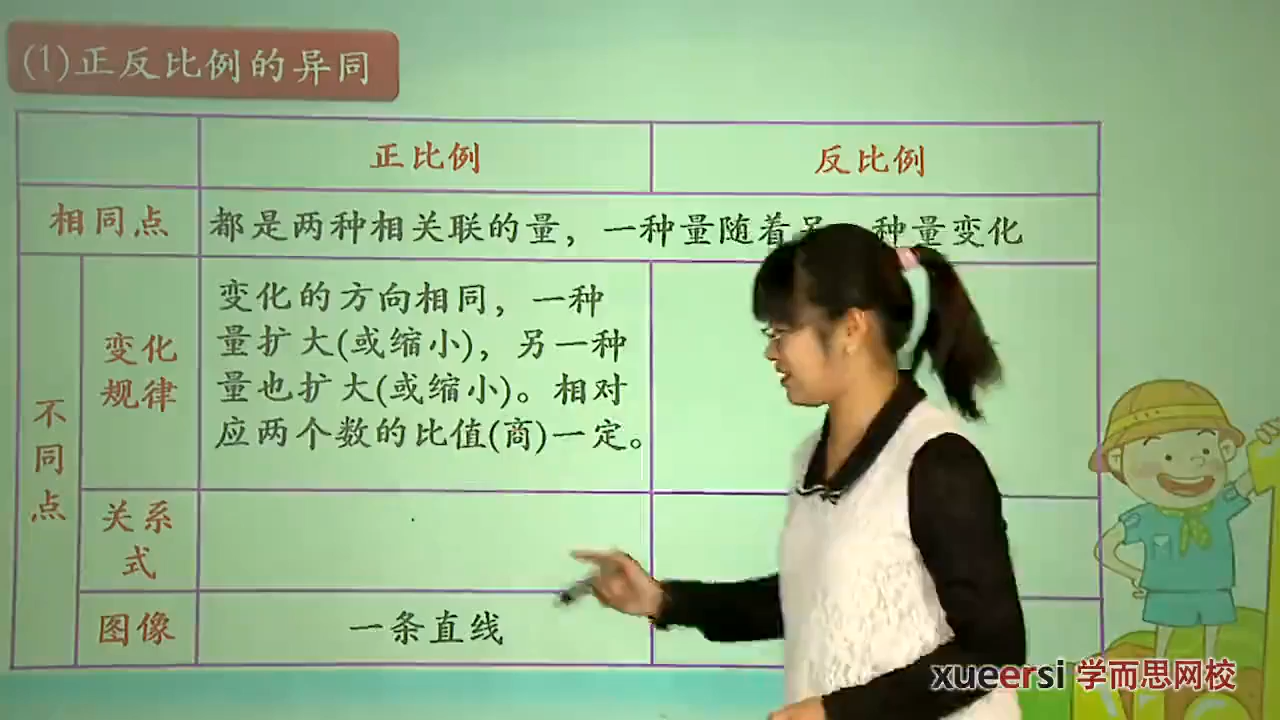 (1)正反比例的异同
正比例
反比例
相同点
都是两种相关联的量，一种量随着另一种量变化
不同点
变化规律
变化的方向相同，一种
量扩大(或缩小)，另一种
量也扩大(或缩小)。相对
应两个数的比值(商)一定。
关系式
图像
一条直线
xueersi 学而思网校